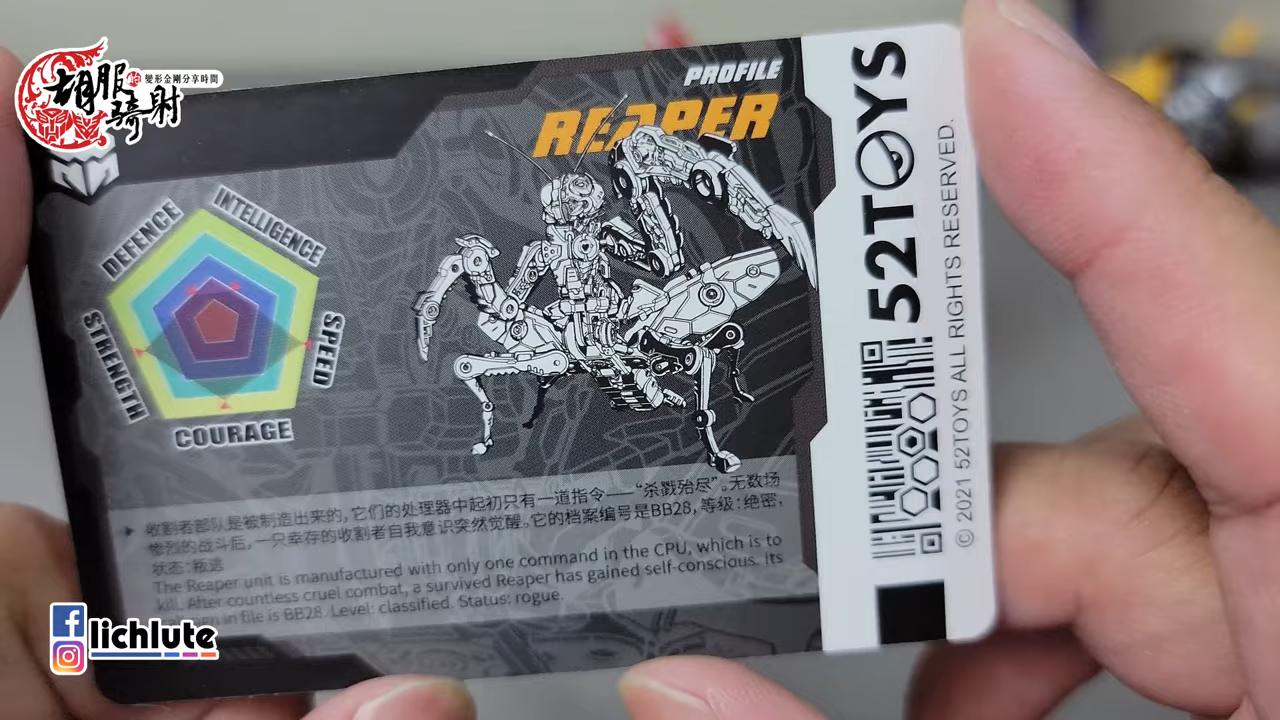 胡服
騎射
的變形金剛分享時間
PROFILE
REAPER
DEFENCE
INTELLIGENCE
STRENGTH
SPEED
COURAGE
收割者部队是被制造出来的,它们的处理器中起初只有一道指令——“杀戮殆尽”。无数场
惨烈的战斗后,一只幸存的收割者自我意识突然觉醒。它的档案编号是BB28,等级:绝密,
状态:叛逃
The Reaper unit is manufactured with only one command in the CPU, which is to
kill. After countless cruel combat, a survived Reaper has gained self-conscious. Its
in file is BB28. Level: classified. Status: rogue.
52TOYS
© 2021 52TOYS ALL RIGHTS RESERVED.
lichlute